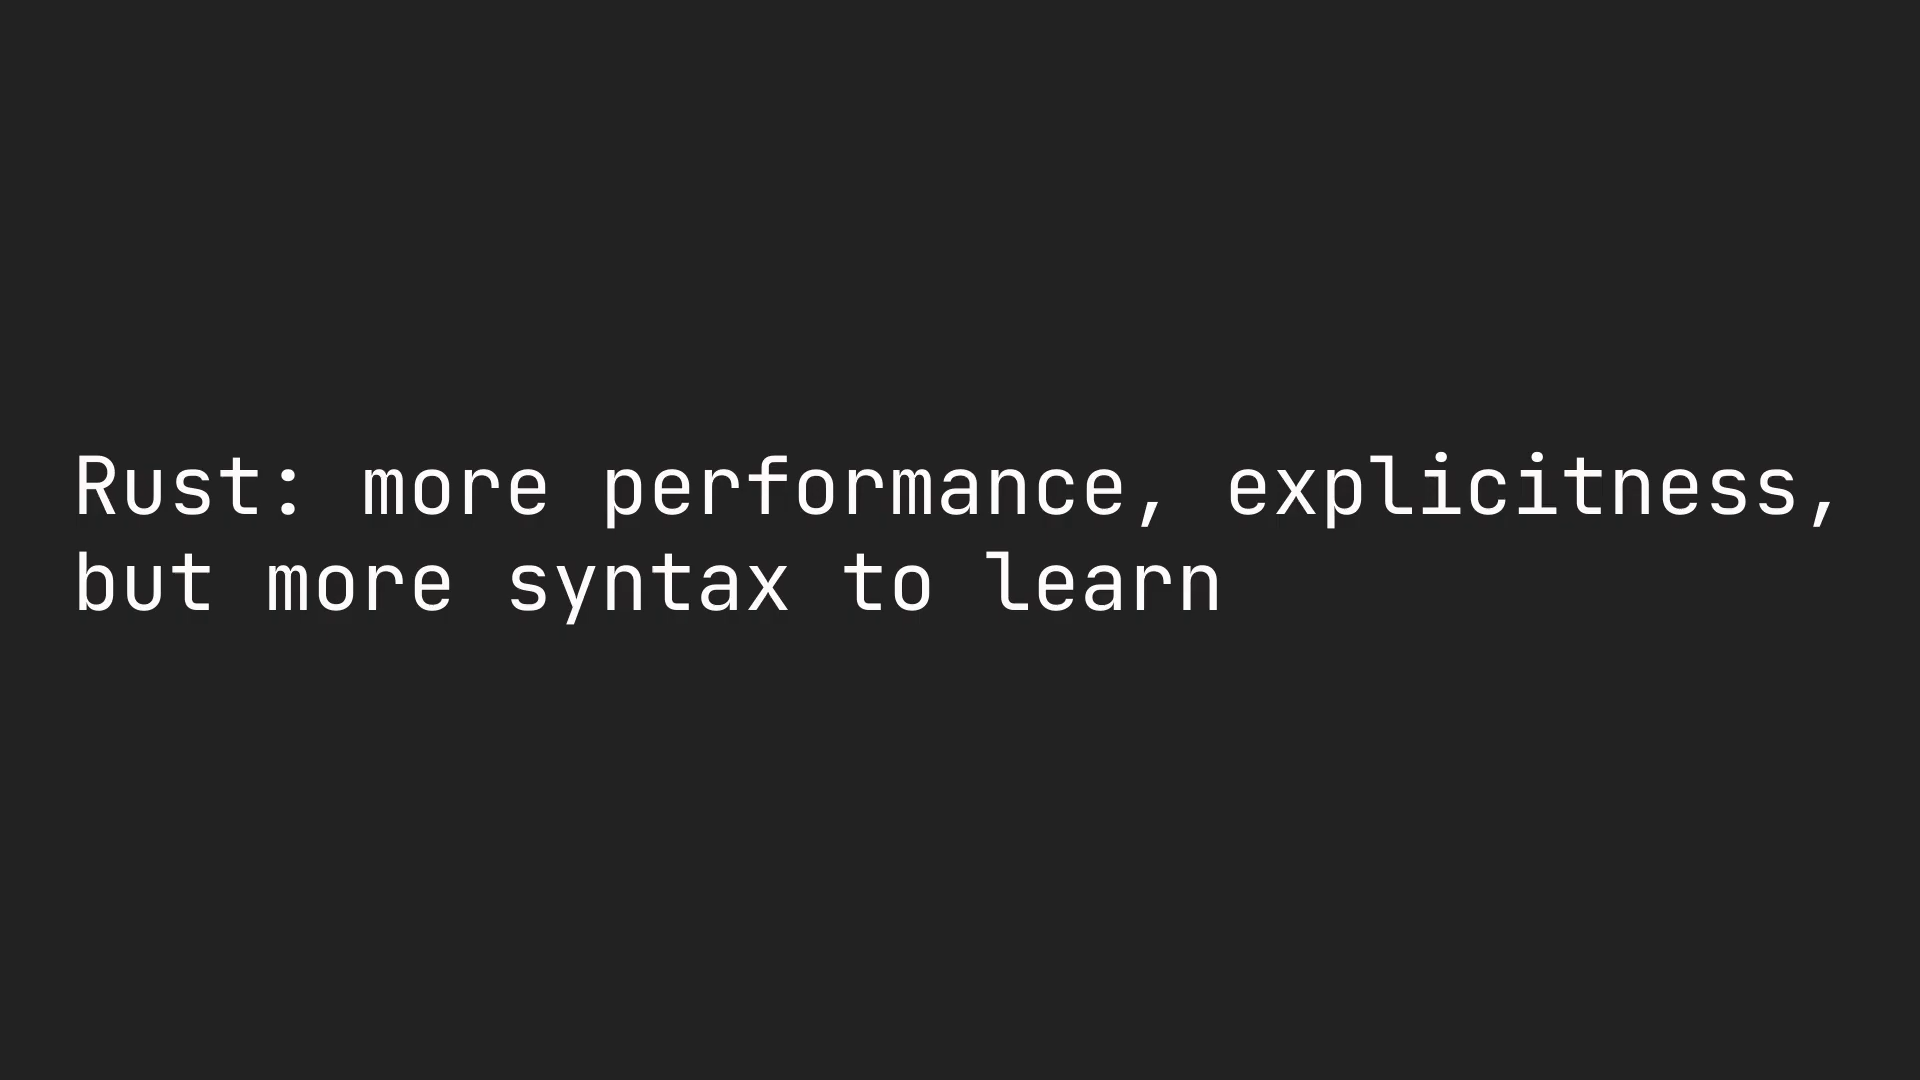 Rust: more performance, explicitness,
but more syntax to learn